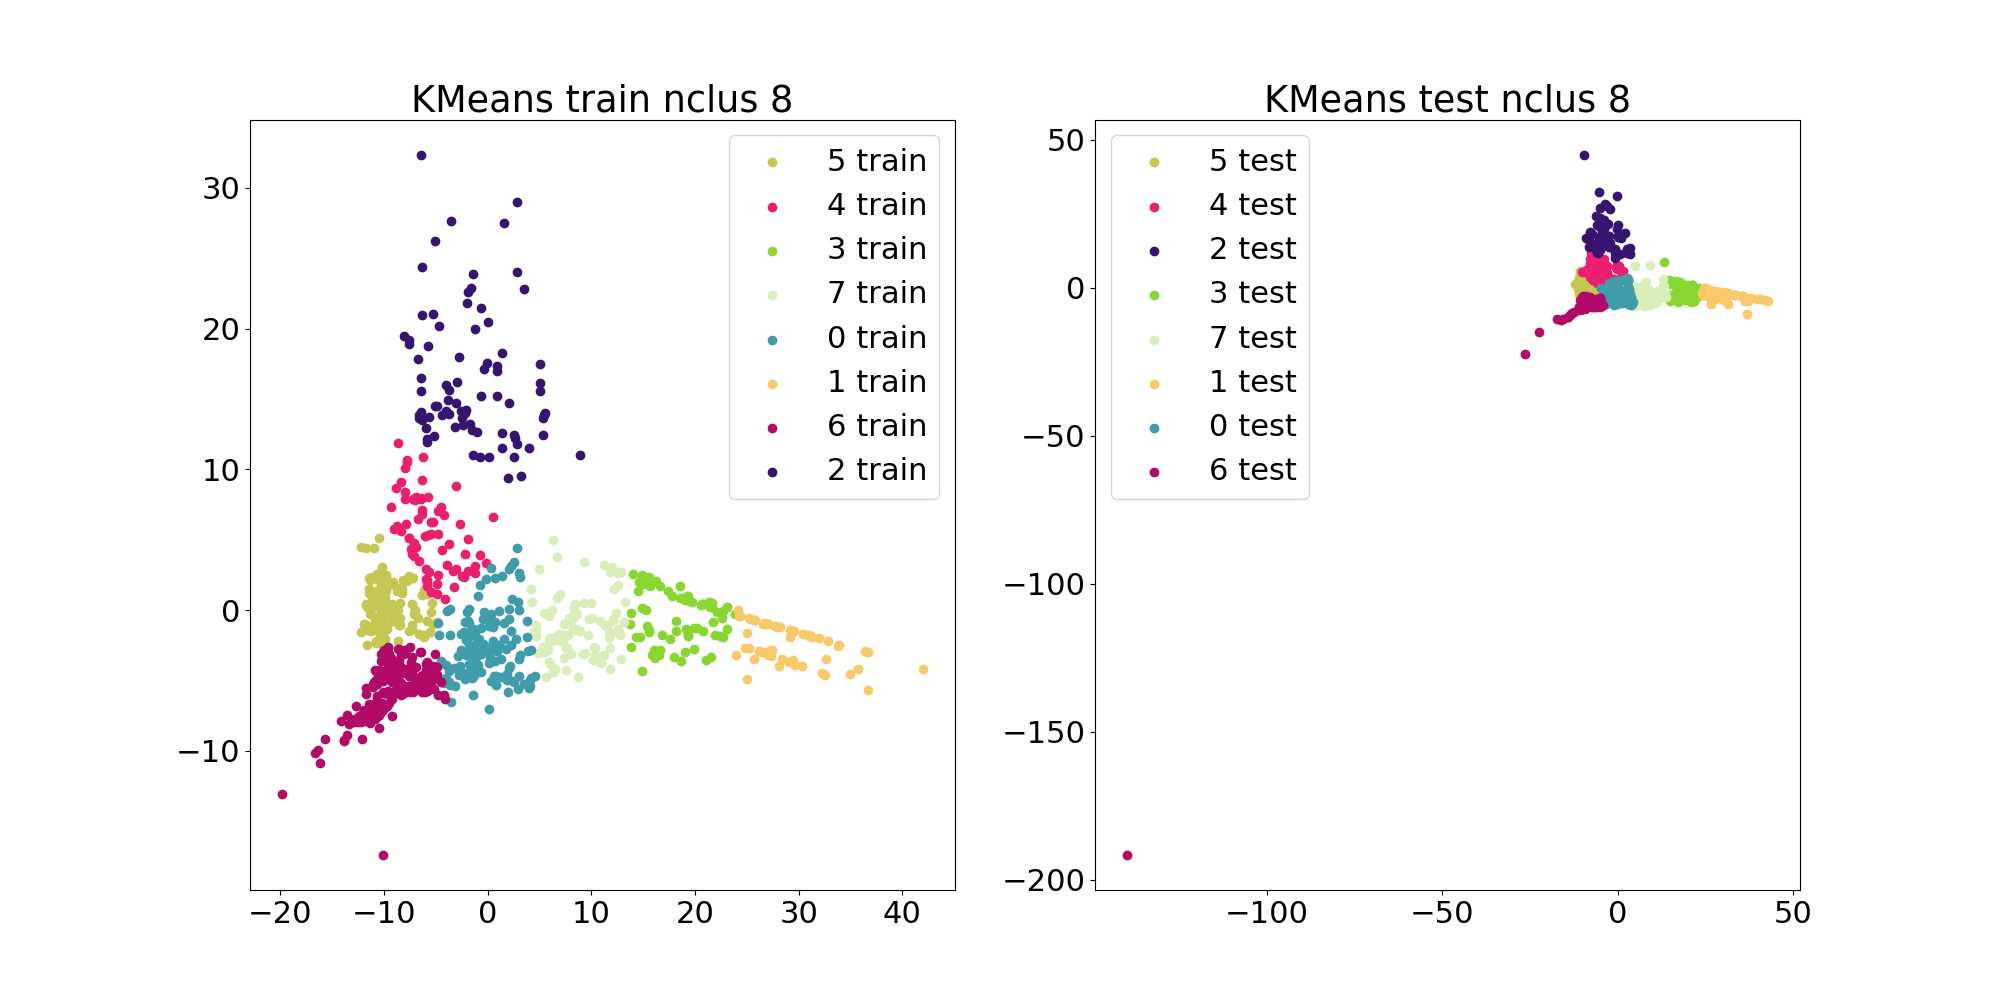 KMeans train nclus 8
30
20
10
0
−10
−20
−10
0
10
20
30
40
5 train
4 train
3 train
7 train
0 train
1 train
6 train
2 train
KMeans test nclus 8
50
0
−50
−100
−150
−200
−100
−50
0
50
5 test
4 test
2 test
3 test
7 test
1 test
0 test
6 test